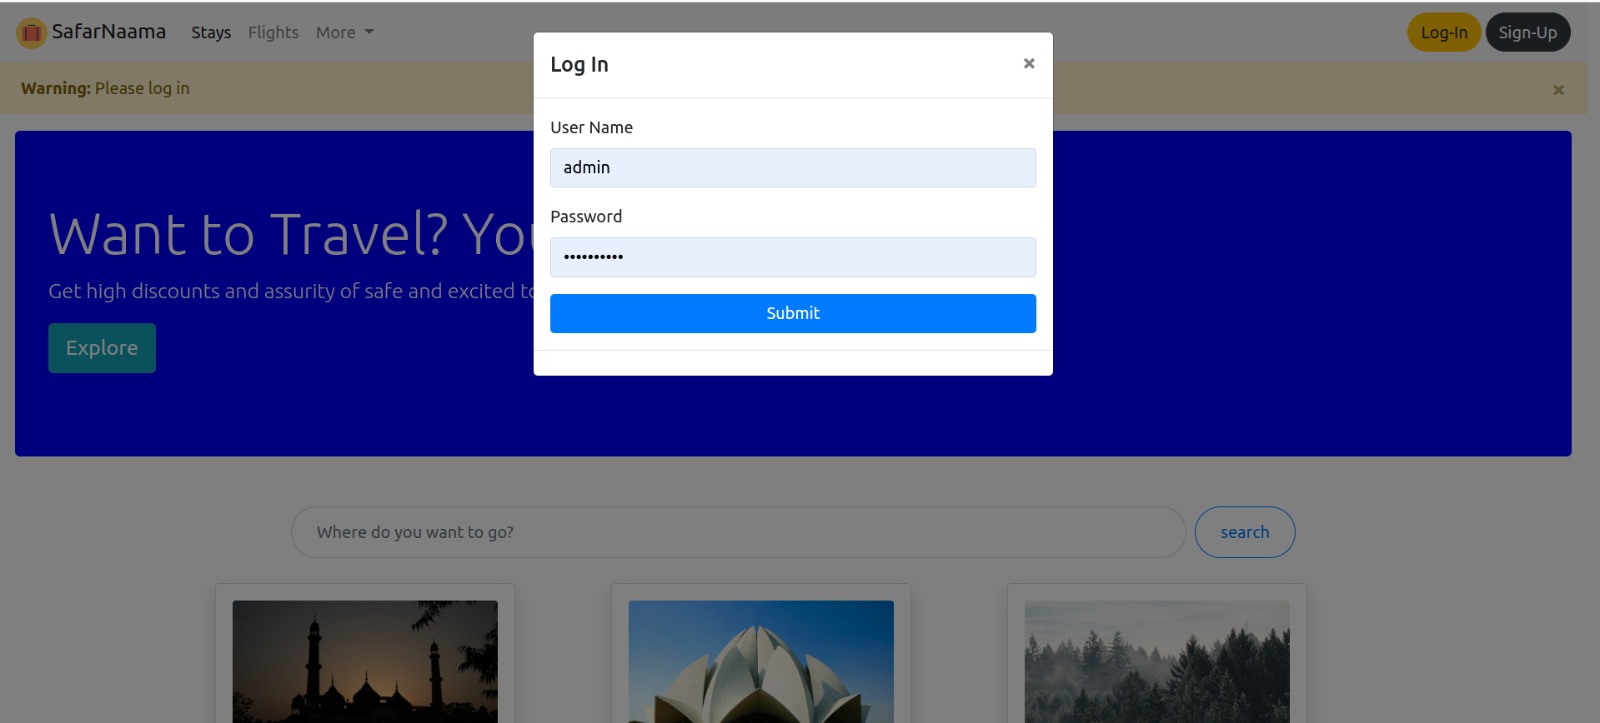 SafarNaama Stays Flights More Log-In Sign-Up
Warning: Please log in ×
Log In ×
User Name
admin
Password
••••••••••
Submit
Want to Travel? You
Get high discounts and assurity of safe and excited to
Explore
Where do you want to go? search